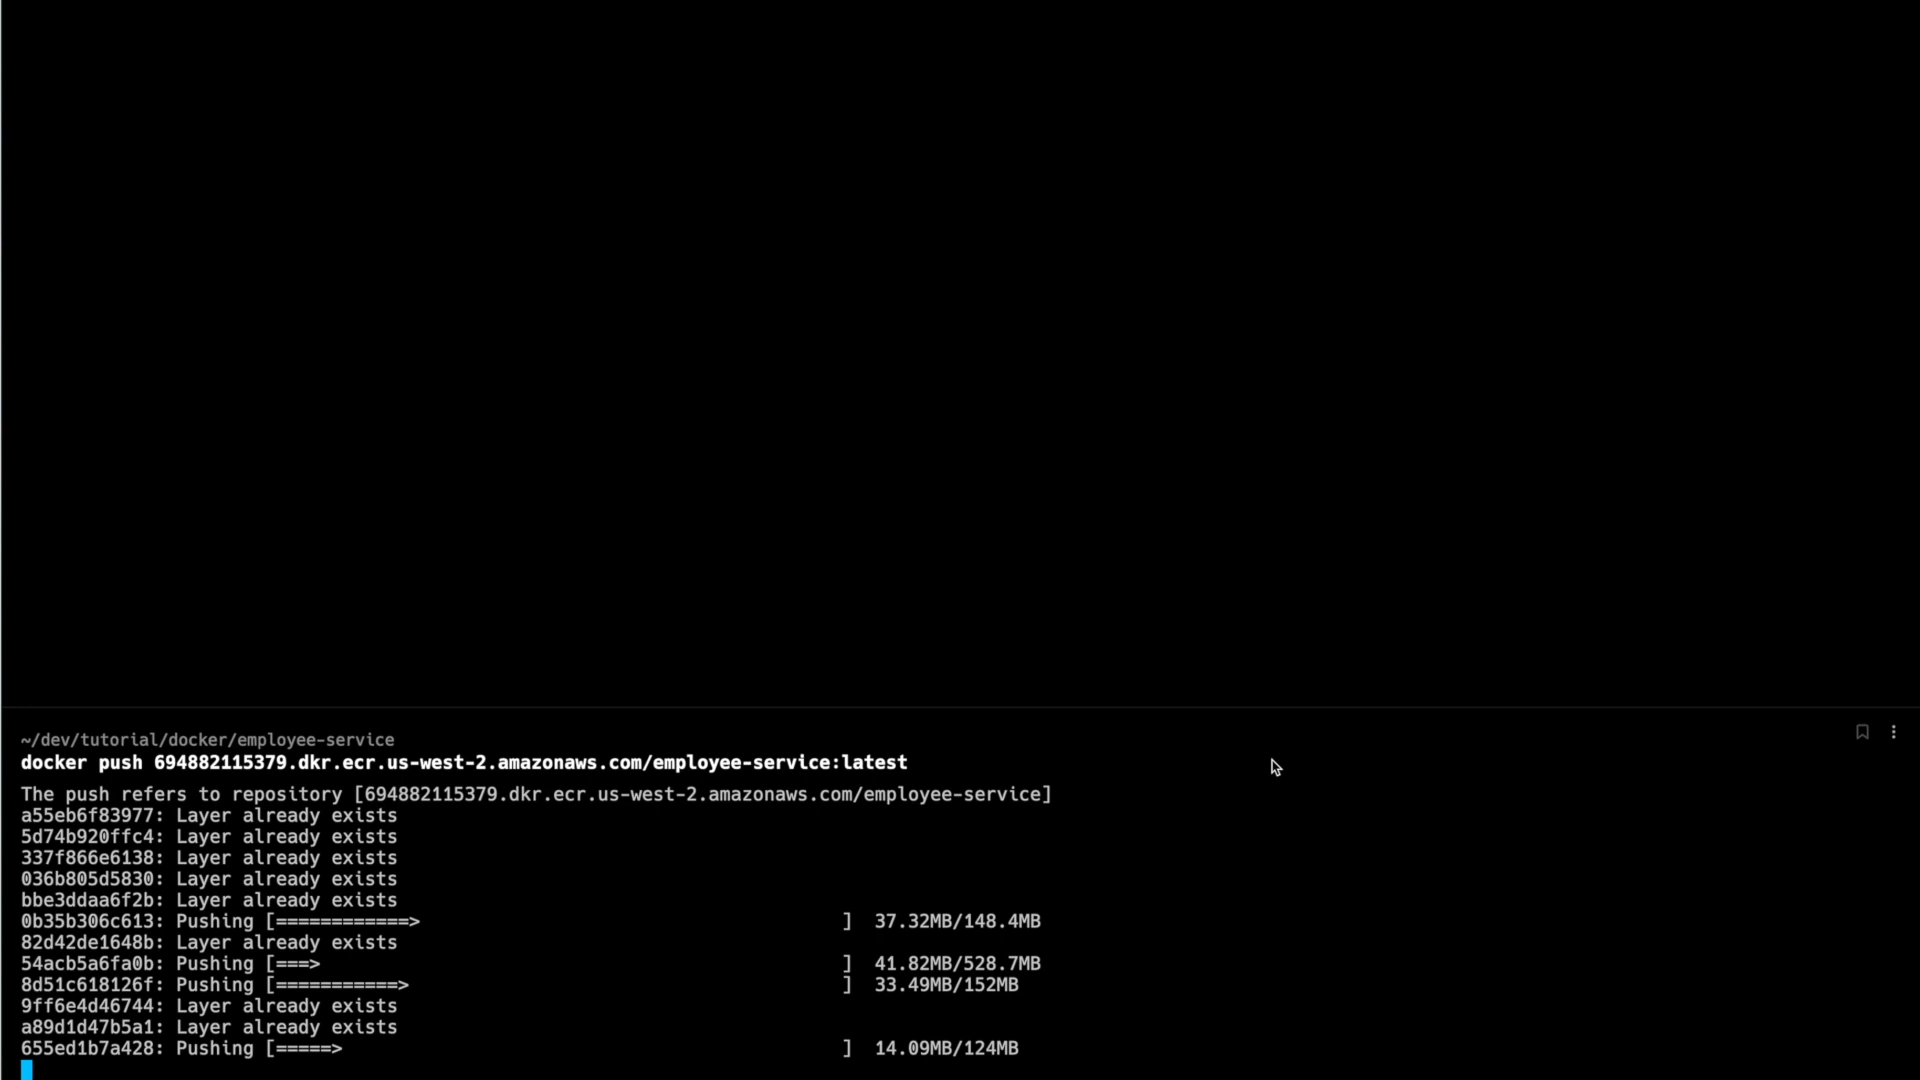 ~/dev/tutorial/docker/employee-service
docker push 694882115379.dkr.ecr.us-west-2.amazonaws.com/employee-service:latest
The push refers to repository [694882115379.dkr.ecr.us-west-2.amazonaws.com/employee-service]
a55eb6f83977: Layer already exists
5d74b920ffc4: Layer already exists
337f866e6138: Layer already exists
036b805d5830: Layer already exists
bbe3ddaa6f2b: Layer already exists
0b35b306c613: Pushing [============>                                      ]  37.32MB/148.4MB
82d42de1648b: Layer already exists
54acb5a6fa0b: Pushing [===>                                               ]  41.82MB/528.7MB
8d51c618126f: Pushing [===========>                                       ]  33.49MB/152MB
9ff6e4d46744: Layer already exists
a89d1d47b5a1: Layer already exists
655ed1b7a428: Pushing [=====>                                             ]  14.09MB/124MB